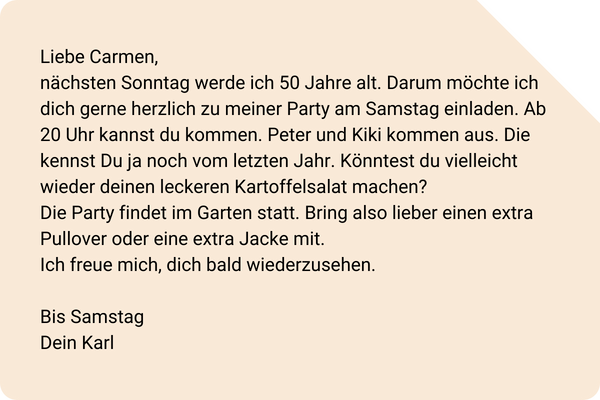 Liebe Carmen,
nächsten Sonntag werde ich 50 Jahre alt. Darum möchte ich
dich gerne herzlich zu meiner Party am Samstag einladen. Ab
20 Uhr kannst du kommen. Peter und Kiki kommen aus. Die
kennst Du ja noch vom letzten Jahr. Könntest du vielleicht
wieder deinen leckeren Kartoffelsalat machen?
Die Party findet im Garten statt. Bring also lieber einen extra
Pullover oder eine extra Jacke mit.
Ich freue mich, dich bald wiederzusehen.

Bis Samstag
Dein Karl